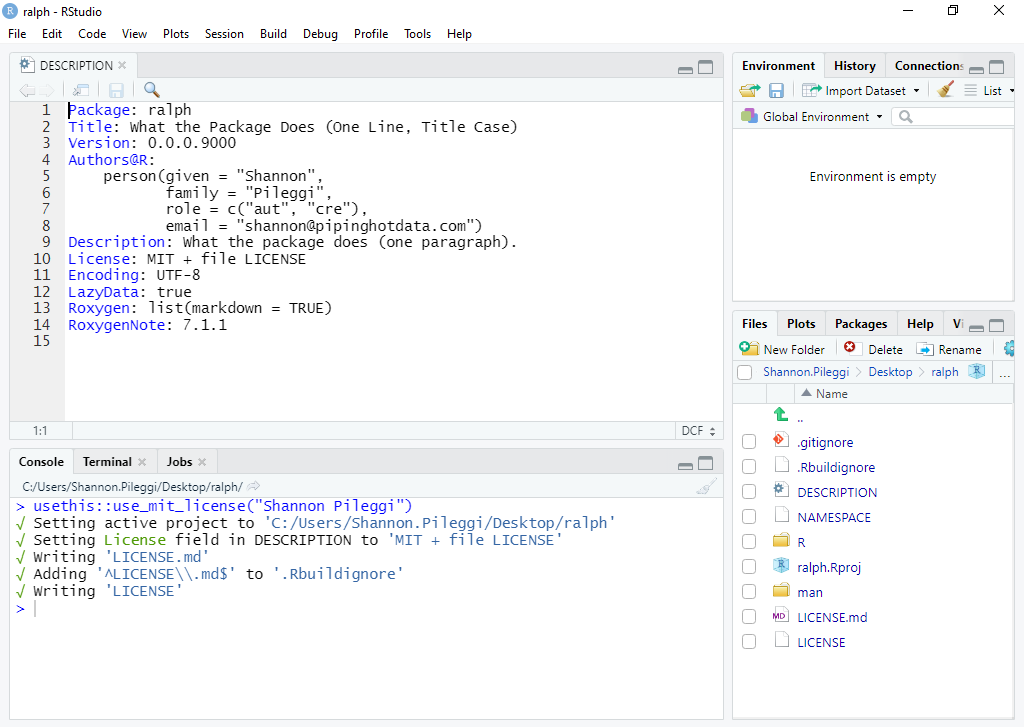 ralph - RStudio
File Edit Code View Plots Session Build Debug Profile Tools Help
DESCRIPTION
1 Package: ralph
2 Title: What the Package Does (One Line, Title Case)
3 Version: 0.0.0.9000
4 Authors@R:
5 person(given = "Shannon",
6 family = "Pileggi",
7 role = c("aut", "cre"),
8 email = "shannon@pipinghotdata.com")
9 Description: What the package does (one paragraph).
10 License: MIT + file LICENSE
11 Encoding: UTF-8
12 LazyData: true
13 Roxygen: list(markdown = TRUE)
14 RoxygenNote: 7.1.1
15
1:1 DCF
Console Terminal Jobs
C:/Users/Shannon.Pileggi/Desktop/ralph/
> usethis::use_mit_license("Shannon Pileggi")
√ Setting active project to 'C:/Users/Shannon.Pileggi/Desktop/ralph'
√ Setting License field in DESCRIPTION to 'MIT + file LICENSE'
√ Writing 'LICENSE.md'
√ Adding '^LICENSE\\.md$' to '.Rbuildignore'
√ Writing 'LICENSE'
>
Environment History Connections
Import Dataset List
Global Environment
Environment is empty
Files Plots Packages Help Vi
New Folder Delete Rename
Shannon.Pileggi Desktop ralph ...
Name
..
.gitignore
.Rbuildignore
DESCRIPTION
NAMESPACE
R
ralph.Rproj
man
MD LICENSE.md
LICENSE